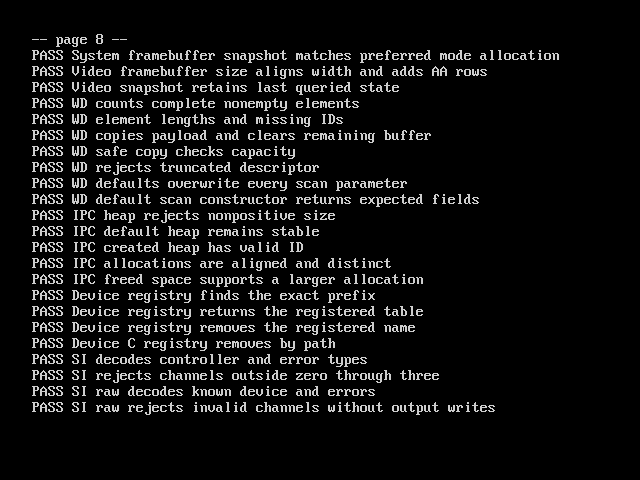 -- page 8 --
PASS System framebuffer snapshot matches preferred mode allocation
PASS Video framebuffer size aligns width and adds AA rows
PASS Video snapshot retains last queried state
PASS WD counts complete nonempty elements
PASS WD element lengths and missing IDs
PASS WD copies payload and clears remaining buffer
PASS WD safe copy checks capacity
PASS WD rejects truncated descriptor
PASS WD defaults overwrite every scan parameter
PASS WD default scan constructor returns expected fields
PASS IPC heap rejects nonpositive size
PASS IPC default heap remains stable
PASS IPC created heap has valid ID
PASS IPC allocations are aligned and distinct
PASS IPC freed space supports a larger allocation
PASS Device registry finds the exact prefix
PASS Device registry returns the registered table
PASS Device registry removes the registered name
PASS Device C registry removes by path
PASS SI decodes controller and error types
PASS SI rejects channels outside zero through three
PASS SI raw decodes known device and errors
PASS SI raw rejects invalid channels without output writes